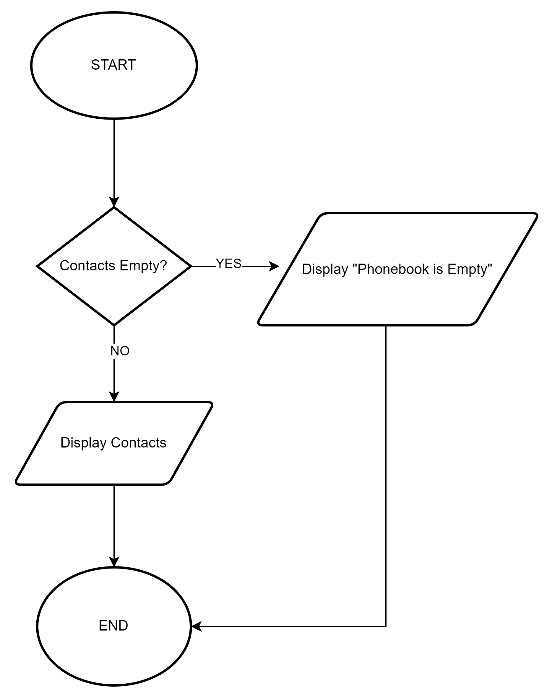 START
Contacts Empty?
YES
Display "Phonebook is Empty"
NO
Display Contacts
END